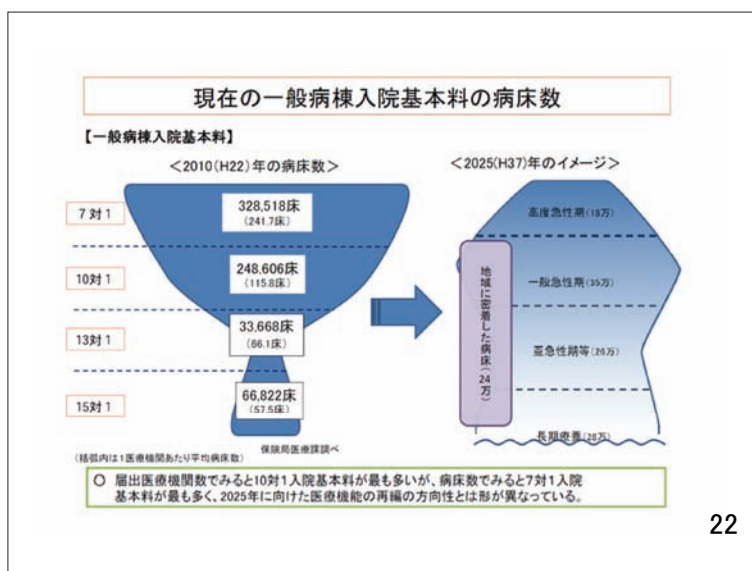 現在の一般病棟入院基本料の病床数
【一般病棟入院基本料】
＜2010(H22)年の病床数＞
7対1
328,518床
(241.7床)
10対1
248,606床
(115.8床)
13対1
33,668床
(66.1床)
15対1
66,822床
(57.5床)
保険局医療課調べ
(括弧内は1医療機関あたり平均病床数)
＜2025(H37)年のイメージ＞
高度急性期(18万)
一般急性期(35万)
亜急性期等(26万)
長期療養(28万)
地域に密着した病床(24万)
○ 届出医療機関数でみると10対1入院基本料が最も多いが、病床数でみると7対1入院
基本料が最も多く、2025年に向けた医療機能の再編の方向性とは形が異なっている。
22